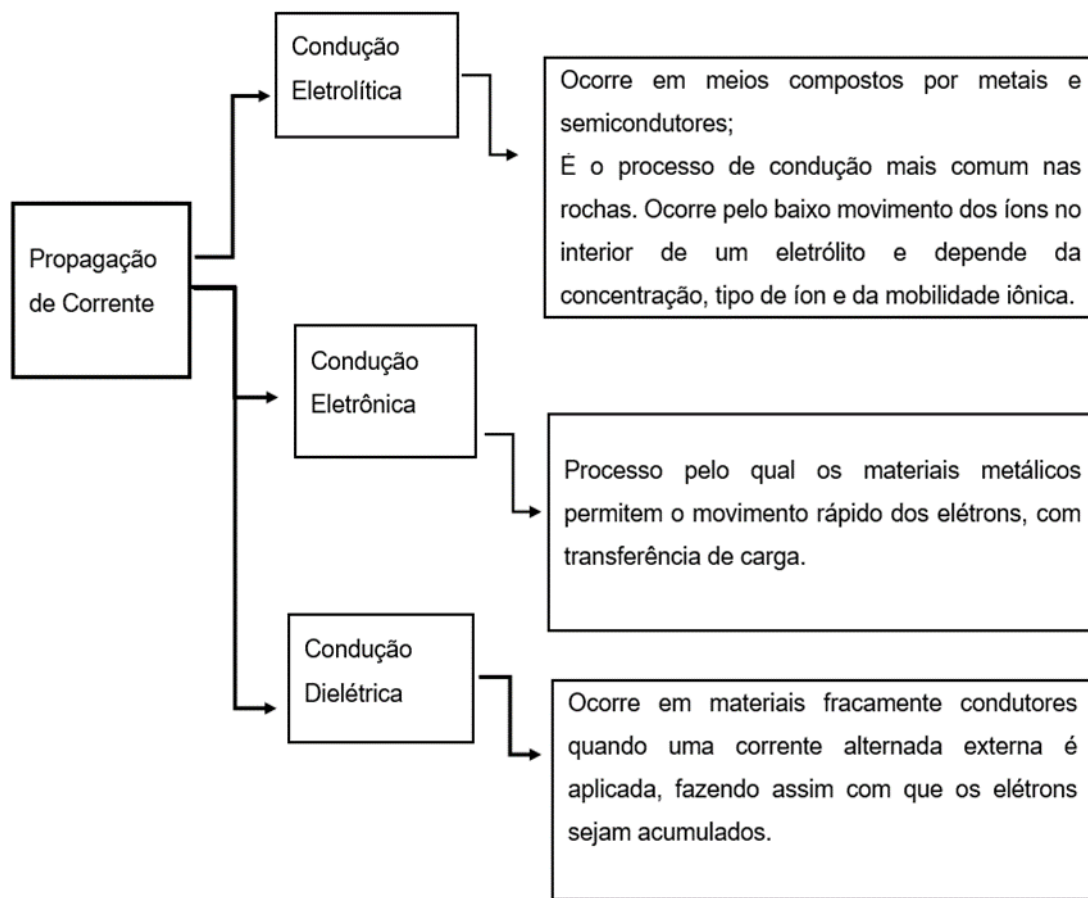 Propagação
de Corrente
Condução
Eletrolítica
Ocorre em meios compostos por metais e
semicondutores;
É o processo de condução mais comum nas
rochas. Ocorre pelo baixo movimento dos íons no
interior de um eletrólito e depende da
concentração, tipo de íon e da mobilidade iônica.
Condução
Eletrônica
Processo pelo qual os materiais metálicos
permitem o movimento rápido dos elétrons, com
transferência de carga.
Condução
Dielétrica
Ocorre em materiais fracamente condutores
quando uma corrente alternada externa é
aplicada, fazendo assim com que os elétrons
sejam acumulados.